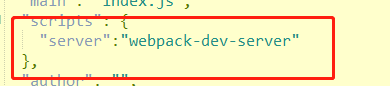 "main": "index.js",
"scripts": {
"server":"webpack-dev-server"
},
"author": "",